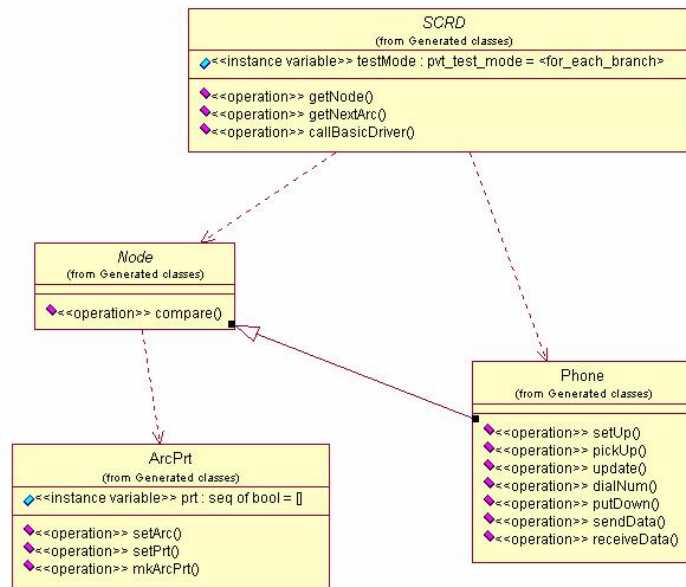 SCRD
(from Generated classes)
<<instance variable>> testMode : pvt_test_mode = <for_each_branch>
<<operation>> getNode()
<<operation>> getNextArc()
<<operation>> callBasicDriver()
Node
(from Generated classes)
<<operation>> compare()
Phone
(from Generated classes)
<<operation>> setUp()
<<operation>> pickUp()
<<operation>> update()
<<operation>> dialNum()
<<operation>> putDown()
<<operation>> sendData()
<<operation>> receiveData()
ArcPrt
(from Generated classes)
<<instance variable>> prt : seq of bool = []
<<operation>> setArc()
<<operation>> setPrt()
<<operation>> mkArcPrt()